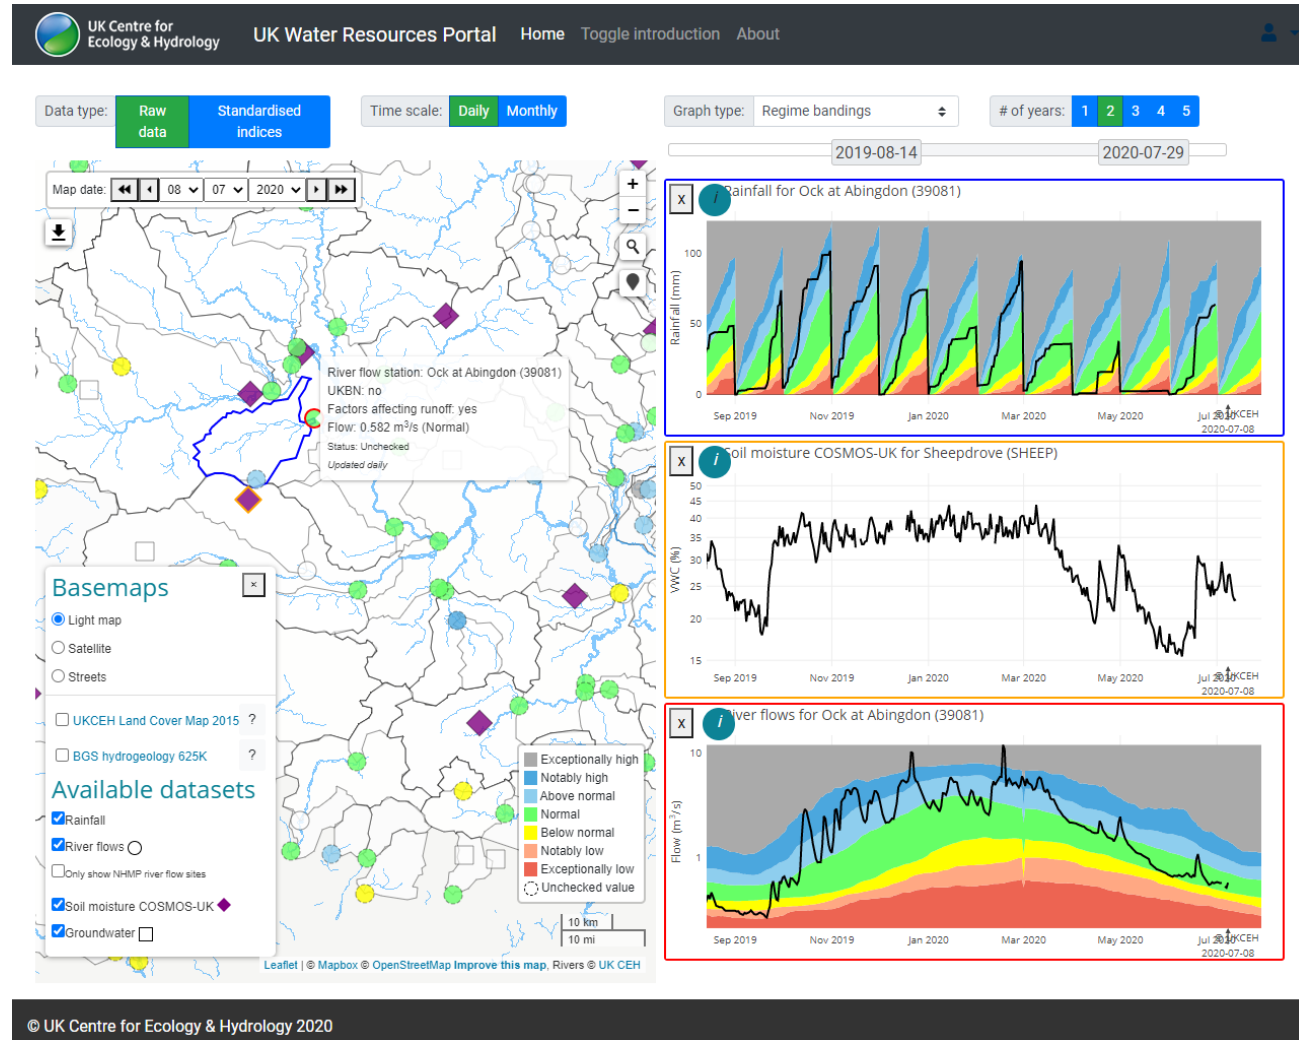 UK Centre for
Ecology & Hydrology
UK Water Resources Portal Home Toggle introduction About
Data type: Raw data Standardised indices
Time scale: Daily Monthly
Graph type: Regime bandings
# of years: 1 2 3 4 5
2019-08-14 2020-07-29
Map date: 08 07 2020
+
−
River flow station: Ock at Abingdon (39081)
UKBN: no
Factors affecting runoff: yes
Flow: 0.582 m³/s (Normal)
Status: Unchecked
Updated daily
Basemaps ×
Light map
Satellite
Streets
UKCEH Land Cover Map 2015 ?
BGS hydrogeology 625K ?
Available datasets
Rainfall
River flows
Only show NHMP river flow sites
Soil moisture COSMOS-UK
Groundwater
Exceptionally high
Notably high
Above normal
Normal
Below normal
Notably low
Exceptionally low
Unchecked value
10 km
10 mi
Leaflet | © Mapbox © OpenStreetMap Improve this map, Rivers © UK CEH
X i Rainfall for Ock at Abingdon (39081)
Rainfall (mm)
100
50
0
Sep 2019 Nov 2019 Jan 2020 Mar 2020 May 2020 Jul 2020 © UKCEH
2020-07-08
X i Soil moisture COSMOS-UK for Sheepdrove (SHEEP)
VWC (%)
50
45
40
35
30
25
20
15
Sep 2019 Nov 2019 Jan 2020 Mar 2020 May 2020 Jul 2020 © UKCEH
2020-07-08
X i River flows for Ock at Abingdon (39081)
Flow (m³/s)
10
1
Sep 2019 Nov 2019 Jan 2020 Mar 2020 May 2020 Jul 2020 © UKCEH
2020-07-08
© UK Centre for Ecology & Hydrology 2020